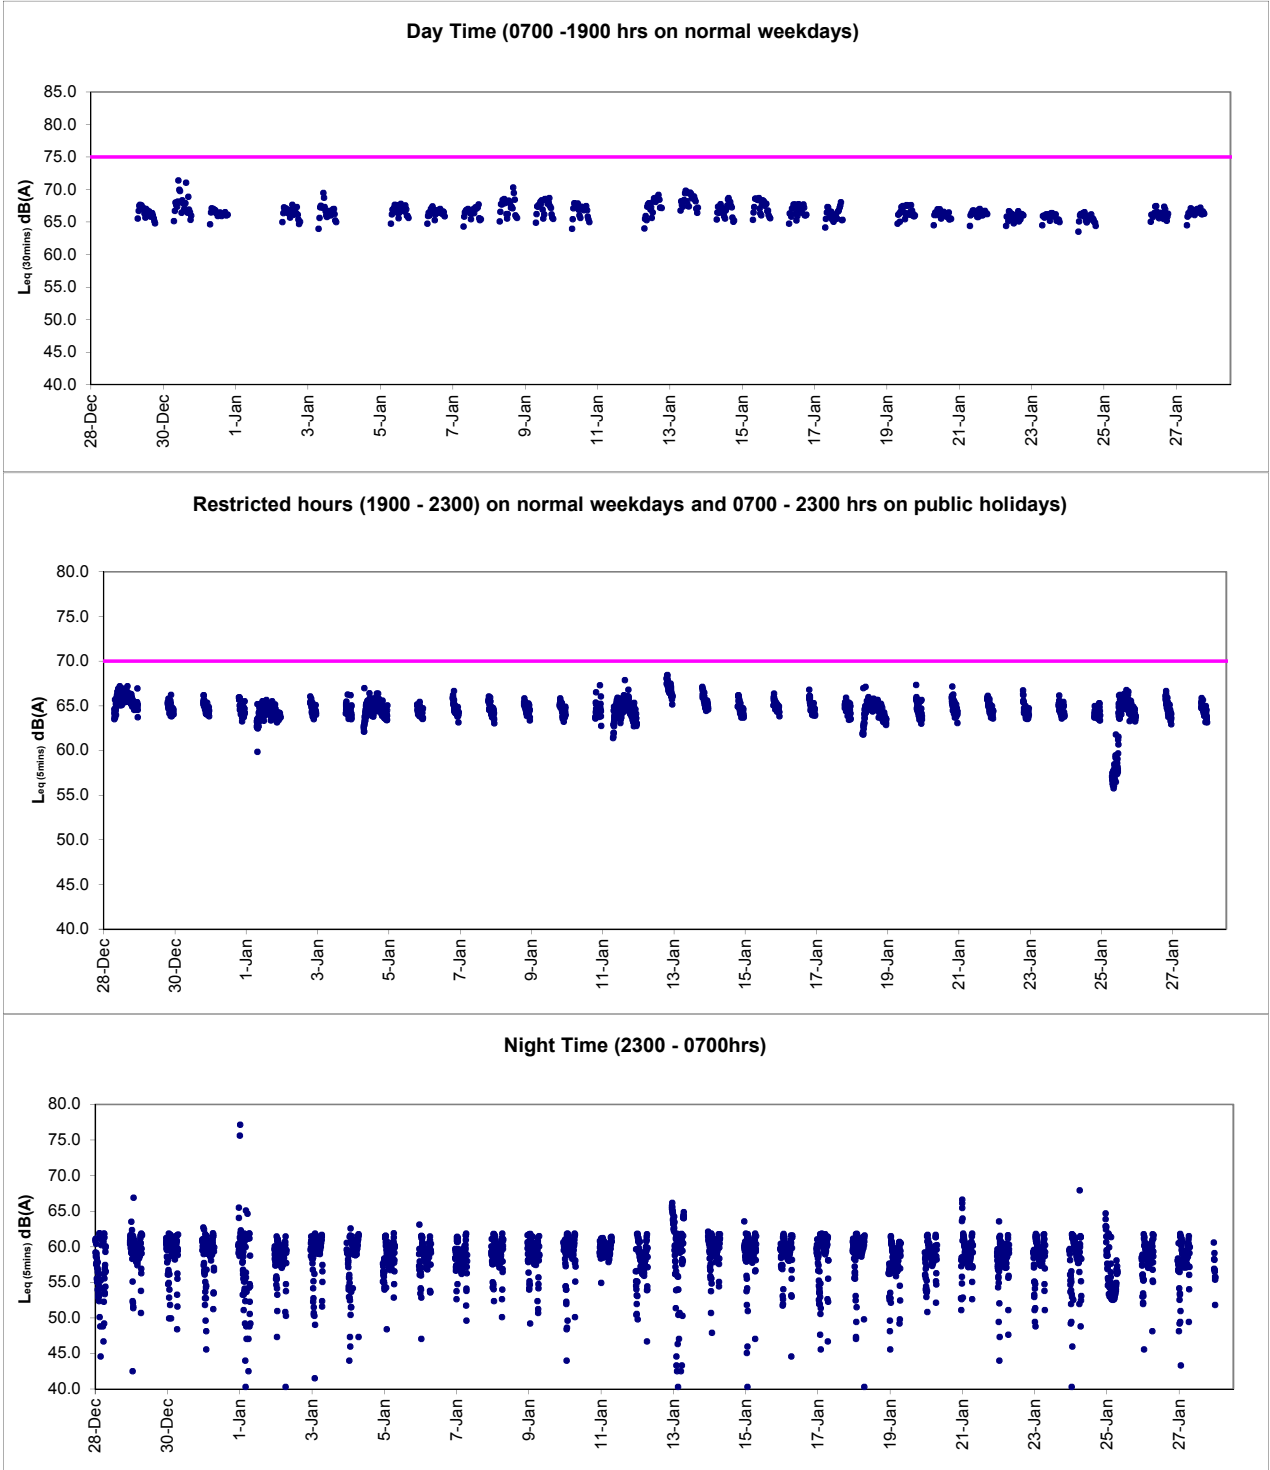 Day Time (0700 -1900 hrs on normal weekdays)
85.0
80.0
75.0
70.0
65.0
60.0
55.0
50.0
45.0
40.0
Leq (30mins) dB(A)
28-Dec
30-Dec
1-Jan
3-Jan
5-Jan
7-Jan
9-Jan
11-Jan
13-Jan
15-Jan
17-Jan
19-Jan
21-Jan
23-Jan
25-Jan
27-Jan
Restricted hours (1900 - 2300) on normal weekdays and 0700 - 2300 hrs on public holidays)
80.0
75.0
70.0
65.0
60.0
55.0
50.0
45.0
40.0
Leq (5mins) dB(A)
28-Dec
30-Dec
1-Jan
3-Jan
5-Jan
7-Jan
9-Jan
11-Jan
13-Jan
15-Jan
17-Jan
19-Jan
21-Jan
23-Jan
25-Jan
27-Jan
Night Time (2300 - 0700hrs)
80.0
75.0
70.0
65.0
60.0
55.0
50.0
45.0
40.0
Leq (5mins) dB(A)
28-Dec
30-Dec
1-Jan
3-Jan
5-Jan
7-Jan
9-Jan
11-Jan
13-Jan
15-Jan
17-Jan
19-Jan
21-Jan
23-Jan
25-Jan
27-Jan